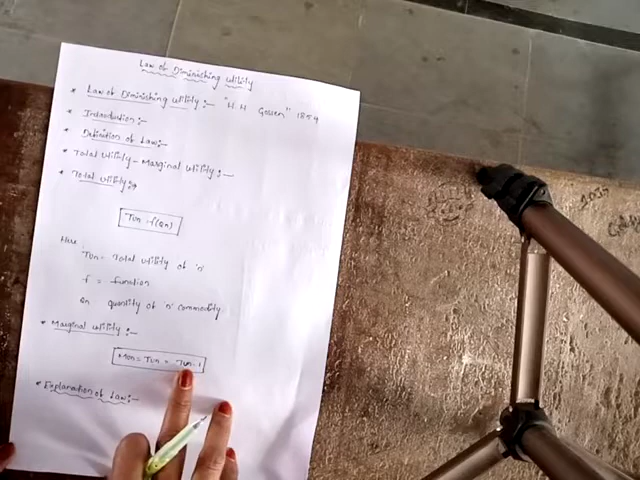 Law of Diminishing Utility
* Law of Diminishing Utility:- "H.H Gossen" 1854
* Introduction:-
* Definition of Law:-
* Total Utility - Marginal Utility:-
* Total Utility:→
Tun = f(Qn)
Here
Tun = Total Utility of 'n'
f = function
Qn quantity of 'n' commodity
* Marginal Utility:-
Mun = Tun = Tun-1
* Explanation of Law:-